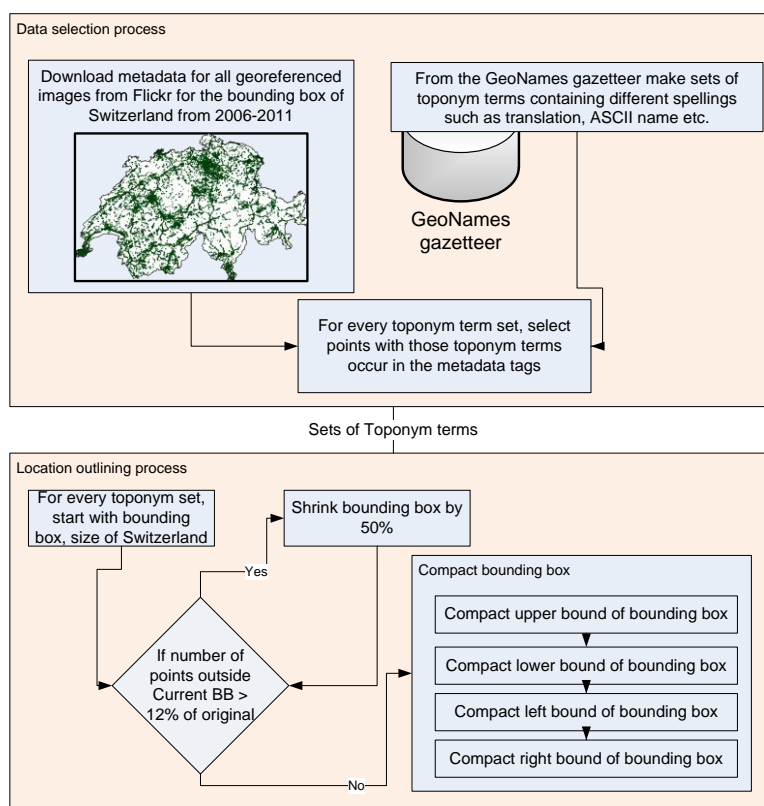 Data selection process
Download metadata for all georeferenced
images from Flickr for the bounding box of
Switzerland from 2006-2011
From the GeoNames gazetteer make sets of
toponym terms containing different spellings
such as translation, ASCII name etc.
GeoNames
gazetteer
For every toponym term set, select
points with those toponym terms
occur in the metadata tags
Sets of Toponym terms
Location outlining process
For every toponym set,
start with bounding
box, size of Switzerland
Shrink bounding box by
50%
Yes
If number of
points outside
Current BB >
12% of original
No
Compact bounding box
Compact upper bound of bounding box
Compact lower bound of bounding box
Compact left bound of bounding box
Compact right bound of bounding box